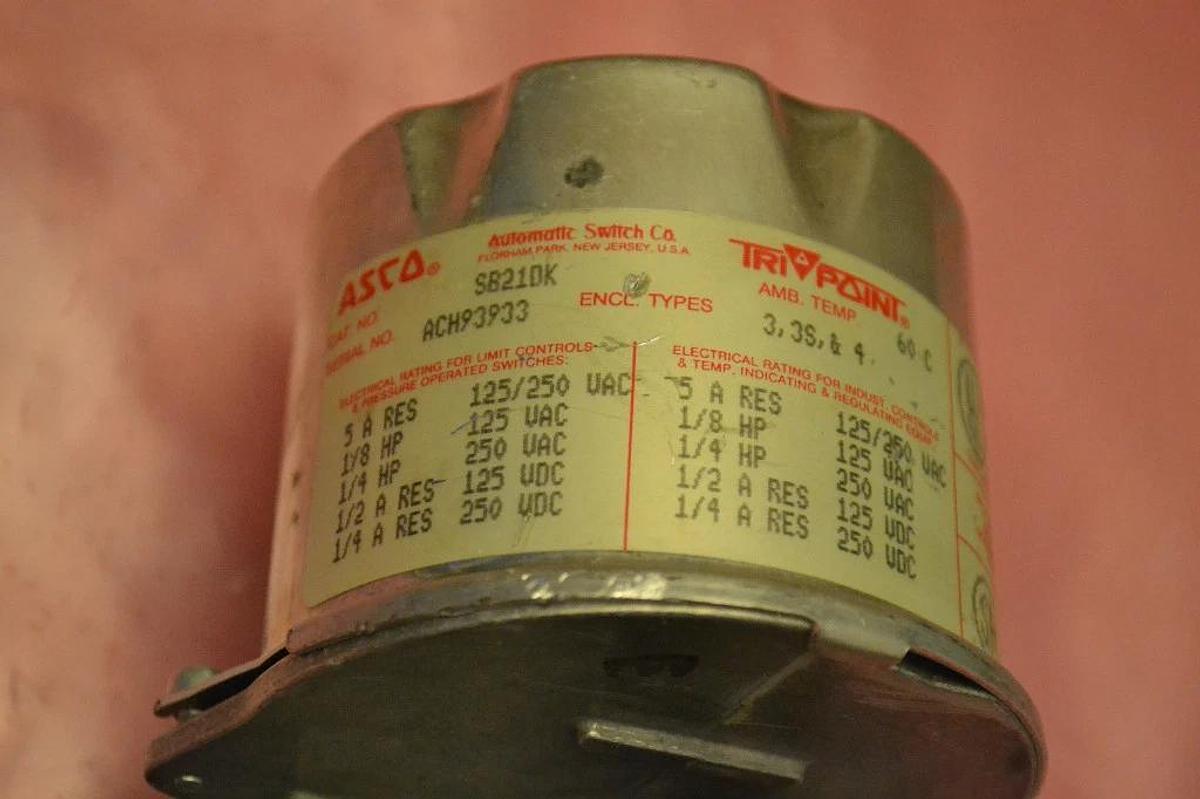 ASCO®
Automatic Switch Co.
FLORHAM PARK, NEW JERSEY, U.S.A
TRI POINT®
CAT. NO. SB21DK
SERIAL NO. ACH93933
ENCL. TYPES 3,3S,& 4
AMB. TEMP. 60 C
ELECTRICAL RATING FOR LIMIT CONTROLS
& PRESSURE OPERATED SWITCHES:
5 A RES 125/250 VAC
1/8 HP 125 VAC
1/4 HP 250 VAC
1/2 A RES 125 VDC
1/4 A RES 250 VDC
ELECTRICAL RATING FOR INDUST. CONTROLS
& TEMP. INDICATING & REGULATING EQUIP.
5 A RES 125/250 VAC
1/8 HP 125 VAC
1/4 HP 250 VAC
1/2 A RES 125 VDC
1/4 A RES 250 VDC